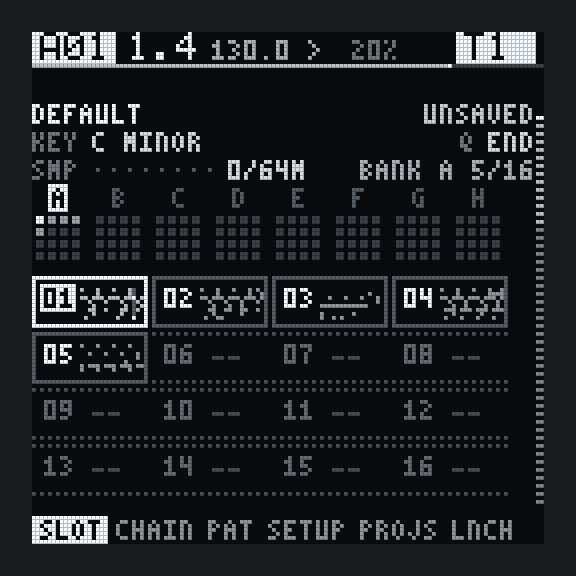 A01 1.4 130.0 > 20% T1
DEFAULT UNSAVED
KEY C MINOR Q END
SMP ········ 0/64M BANK A 5/16
A B C D E F G H
01 02 03 04
05 06 -- 07 -- 08 --
09 -- 10 -- 11 -- 12 --
13 -- 14 -- 15 -- 16 --
SLOT CHAIN PAT SETUP PROJS LNCH